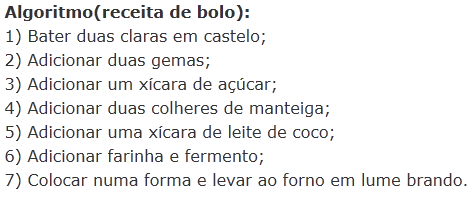 Algoritmo(receita de bolo):
1) Bater duas claras em castelo;
2) Adicionar duas gemas;
3) Adicionar um xícara de açúcar;
4) Adicionar duas colheres de manteiga;
5) Adicionar uma xícara de leite de coco;
6) Adicionar farinha e fermento;
7) Colocar numa forma e levar ao forno em lume brando.